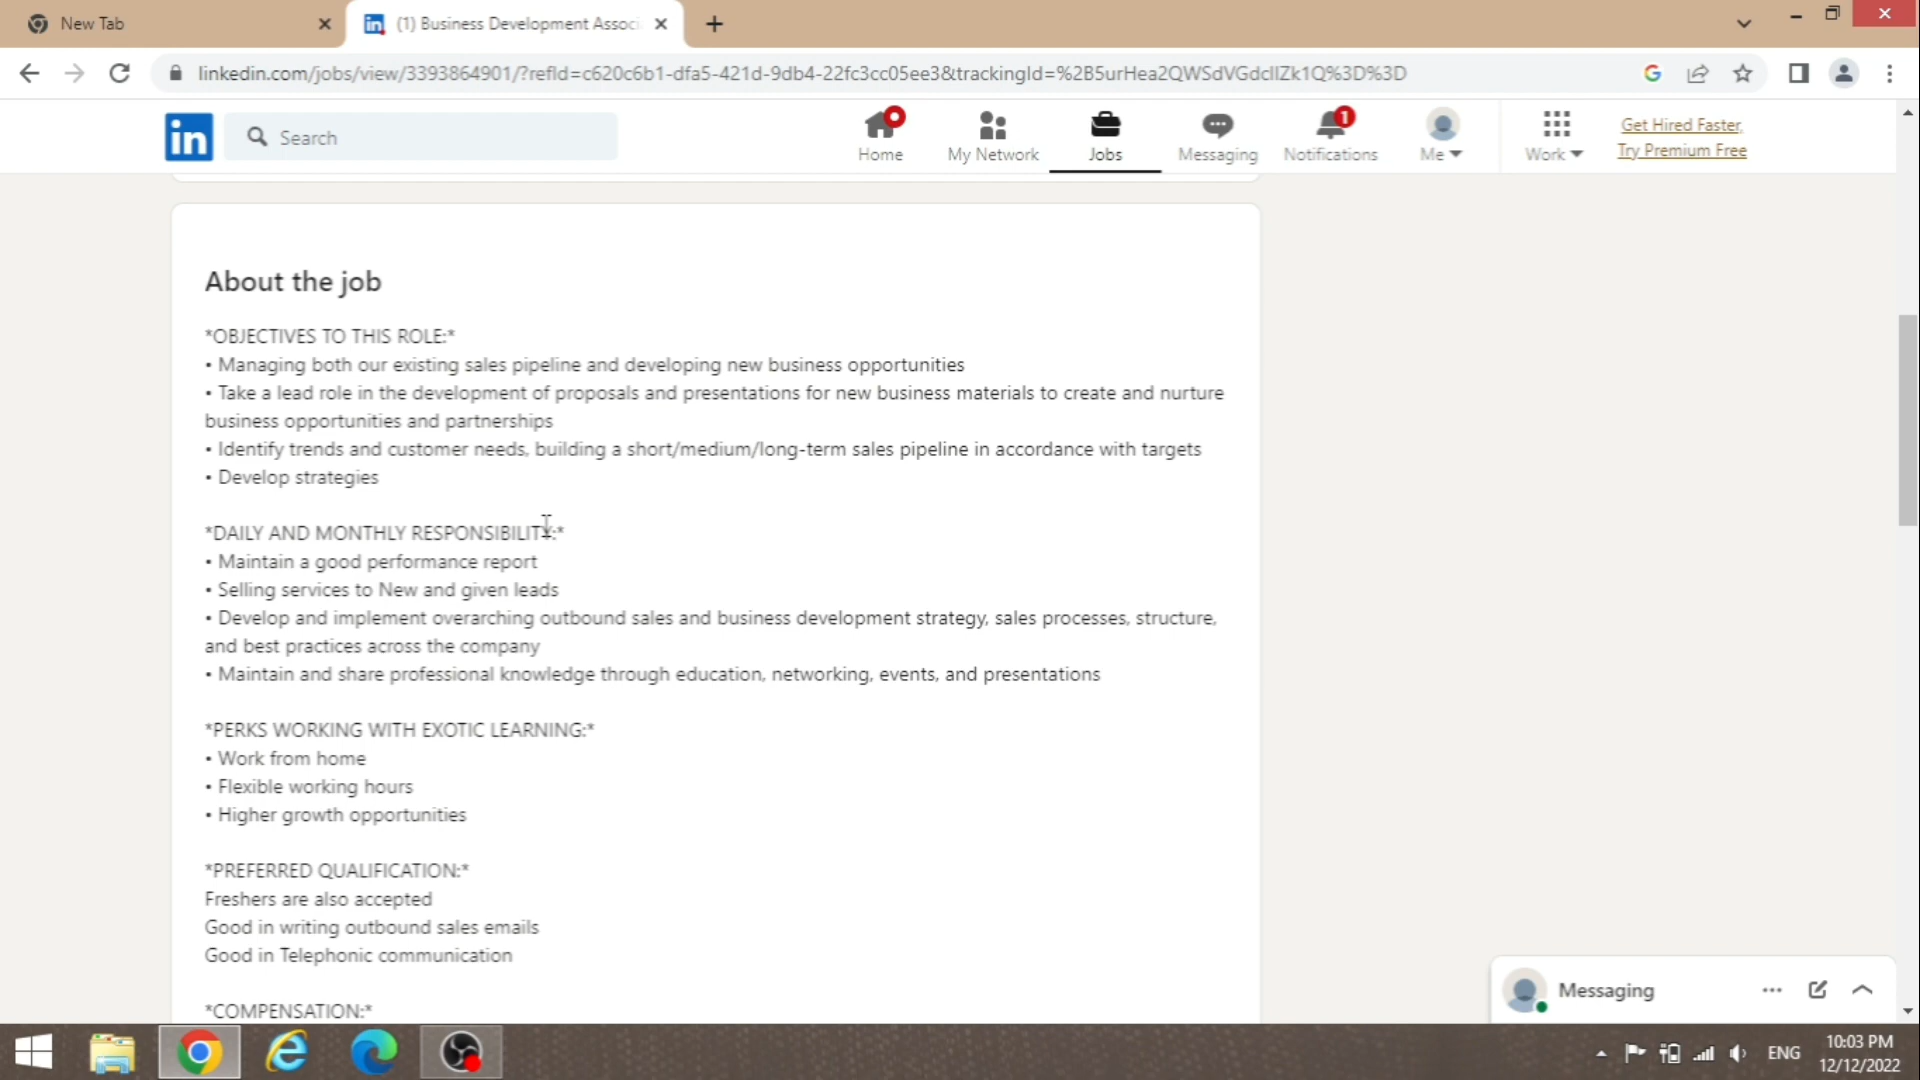 New Tab
(1) Business Development Associ
linkedin.com/jobs/view/3393864901/?refId=c620c6b1-dfa5-421d-9db4-22fc3cc05ee3&trackingId=%2B5urHea2QWSdVGdcIlZk1Q%3D%3D
in
Search
Home
My Network
Jobs
Messaging
1
Notifications
Me
Work
Get Hired Faster,
Try Premium Free
About the job
*OBJECTIVES TO THIS ROLE:*
• Managing both our existing sales pipeline and developing new business opportunities
• Take a lead role in the development of proposals and presentations for new business materials to create and nurture
business opportunities and partnerships
• Identify trends and customer needs, building a short/medium/long-term sales pipeline in accordance with targets
• Develop strategies
*DAILY AND MONTHLY RESPONSIBILITY:*
• Maintain a good performance report
• Selling services to New and given leads
• Develop and implement overarching outbound sales and business development strategy, sales processes, structure,
and best practices across the company
• Maintain and share professional knowledge through education, networking, events, and presentations
*PERKS WORKING WITH EXOTIC LEARNING:*
• Work from home
• Flexible working hours
• Higher growth opportunities
*PREFERRED QUALIFICATION:*
Freshers are also accepted
Good in writing outbound sales emails
Good in Telephonic communication
*COMPENSATION:*
Messaging
ENG
10:03 PM
12/12/2022